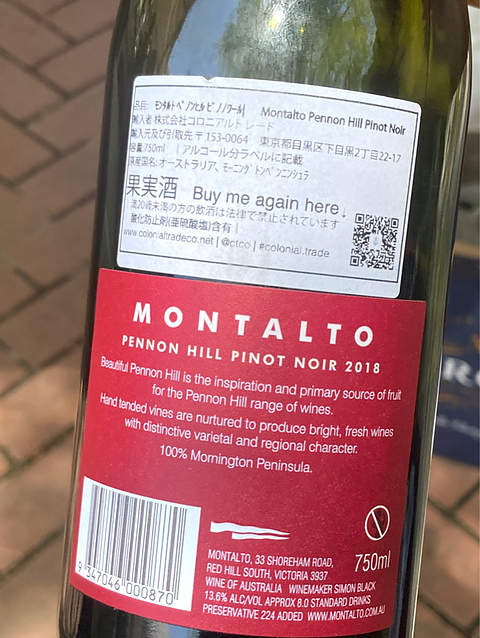 品目: モンタルト ペノンヒル ピノノワール| Montalto Pennon Hill Pinot Noir
輸入者 株式会社コロニアルトレード
輸入元及び引取先 〒153-0064 東京都目黒区下目黒2丁目22-17
容量:750ml | アルコール分ラベルに記載
原産国名: オーストラリア、モーニングトンペンニンシュラ
果実酒 Buy me again here
満20歳未満の方の飲酒は法律で禁止されています
酸化防止剤(亜硫酸塩)含有
www.colonialtradeco.net | @ctco | #colonial.trade
MONTALTO
PENNON HILL PINOT NOIR 2018
Beautiful Pennon Hill is the inspiration and primary source of fruit
for the Pennon Hill range of wines.
Hand tended vines are nurtured to produce bright, fresh wines
with distinctive varietal and regional character.
100% Mornington Peninsula.
750ml
MONTALTO, 33 SHOREHAM ROAD,
RED HILL SOUTH, VICTORIA 3937
WINE OF AUSTRALIA WINEMAKER SIMON BLACK
13.6% ALC/VOL APPROX 8.0 STANDARD DRINKS
PRESERVATIVE 224 ADDED WWW.MONTALTO.COM.AU
9 347046 000870